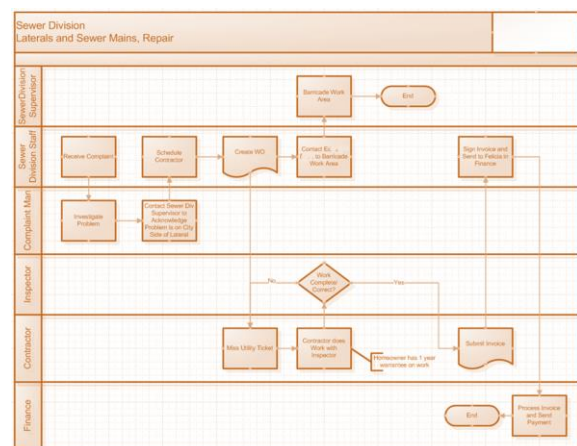 Sewer Division
Laterals and Sewer Mains, Repair
SewerDivision
Supervisor
Barricade Work
Area
End
Sewer
Division Staff
Receive Complaint
Schedule
Contractor
Create WO
Contact
to Barricade
Work Area
Sign Invoice and
Send to Felicia in
Finance
Complaint Man
Investigate
Problem
Contact Sewer Div
Supervisor to
Acknowledge
Problem is on City
Side of Lateral
Inspector
Work
Complete/
Correct?
No
Yes
Contractor
Miss Utility Ticket
Contractor does
Work with
Inspector
Homeowner has 1 year
warranties on work
Submit Invoice
Finance
End
Process Invoice
and Send
Payment